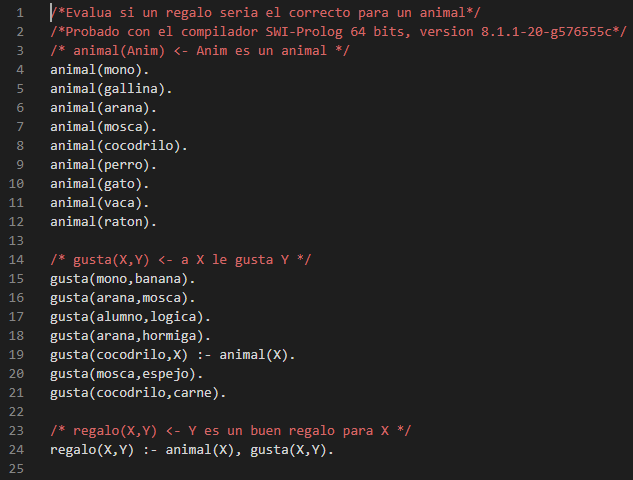 1 /*Evalua si un regalo seria el correcto para un animal*/
2 /*Probado con el compilador SWI-Prolog 64 bits, version 8.1.1-20-g576555c*/
3 /* animal(Anim) <- Anim es un animal */
4 animal(mono).
5 animal(gallina).
6 animal(arana).
7 animal(mosca).
8 animal(cocodrilo).
9 animal(perro).
10 animal(gato).
11 animal(vaca).
12 animal(raton).
13
14 /* gusta(X,Y) <- a X le gusta Y */
15 gusta(mono,banana).
16 gusta(arana,mosca).
17 gusta(alumno,logica).
18 gusta(arana,hormiga).
19 gusta(cocodrilo,X) :- animal(X).
20 gusta(mosca,espejo).
21 gusta(cocodrilo,carne).
22
23 /* regalo(X,Y) <- Y es un buen regalo para X */
24 regalo(X,Y) :- animal(X), gusta(X,Y).
25